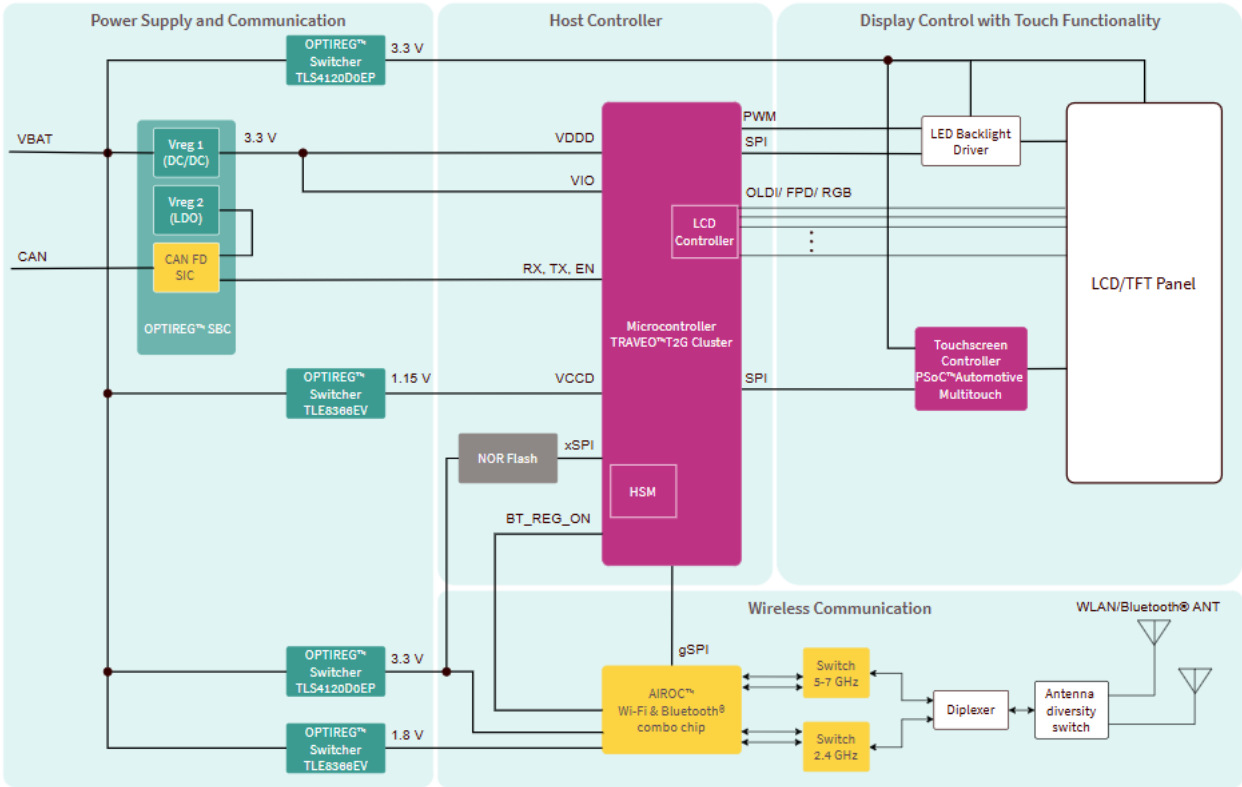 Power Supply and Communication
Host Controller
Display Control with Touch Functionality
OPTIREG™
Switcher
TLS4120D0EP
3.3 V
VBAT
Vreg 1
(DC/DC)
3.3 V
Vreg 2
(LDO)
CAN
CAN FD
SIC
OPTIREG™ SBC
OPTIREG™
Switcher
TLE8366EV
1.15 V
OPTIREG™
Switcher
TLS4120D0EP
3.3 V
OPTIREG™
Switcher
TLE8366EV
1.8 V
VDDD
VIO
RX, TX, EN
VCCD
xSPI
NOR Flash
BT_REG_ON
LCD
Controller
Microcontroller
TRAVEO™T2G Cluster
HSM
PWM
SPI
LED Backlight
Driver
OLDI/ FPD/ RGB
LCD/TFT Panel
SPI
Touchscreen
Controller
PSoC™Automotive
Multitouch
Wireless Communication
WLAN/Bluetooth® ANT
gSPI
AIROC™
Wi-Fi & Bluetooth®
combo chip
Switch
5-7 GHz
Switch
2.4 GHz
Diplexer
Antenna
diversity
switch